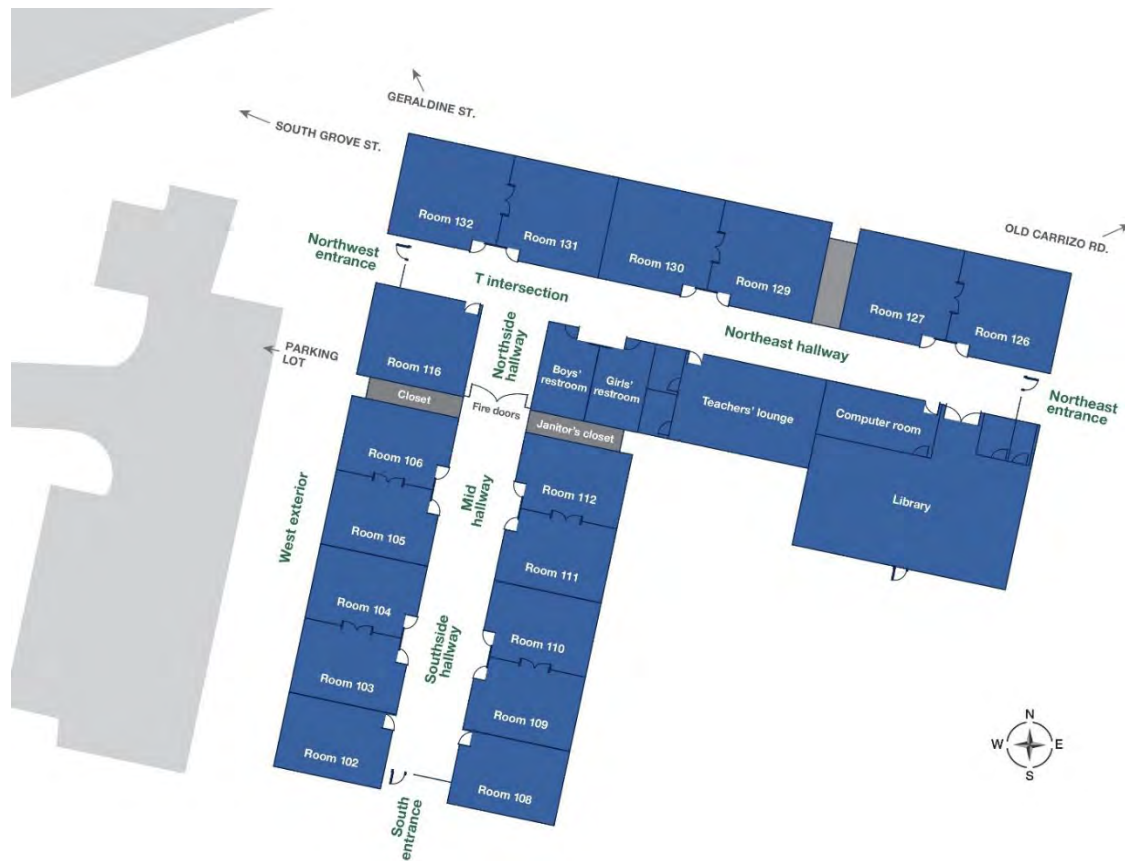 GERALDINE ST.
SOUTH GROVE ST.
OLD CARRIZO RD.
Room 132
Room 131
Room 130
Room 129
Room 127
Room 126
Northwest
entrance
T intersection
Northeast hallway
Northside
hallway
Northeast
entrance
PARKING
LOT
Room 116
Closet
Fire doors
Boys'
restroom
Girls'
restroom
Teachers' lounge
Computer room
Janitor's closet
Library
West exterior
Room 106
Mid
hallway
Room 112
Room 105
Room 111
Room 104
Room 110
Southside
hallway
Room 103
Room 109
Room 102
Room 108
South
entrance
N
W
E
S